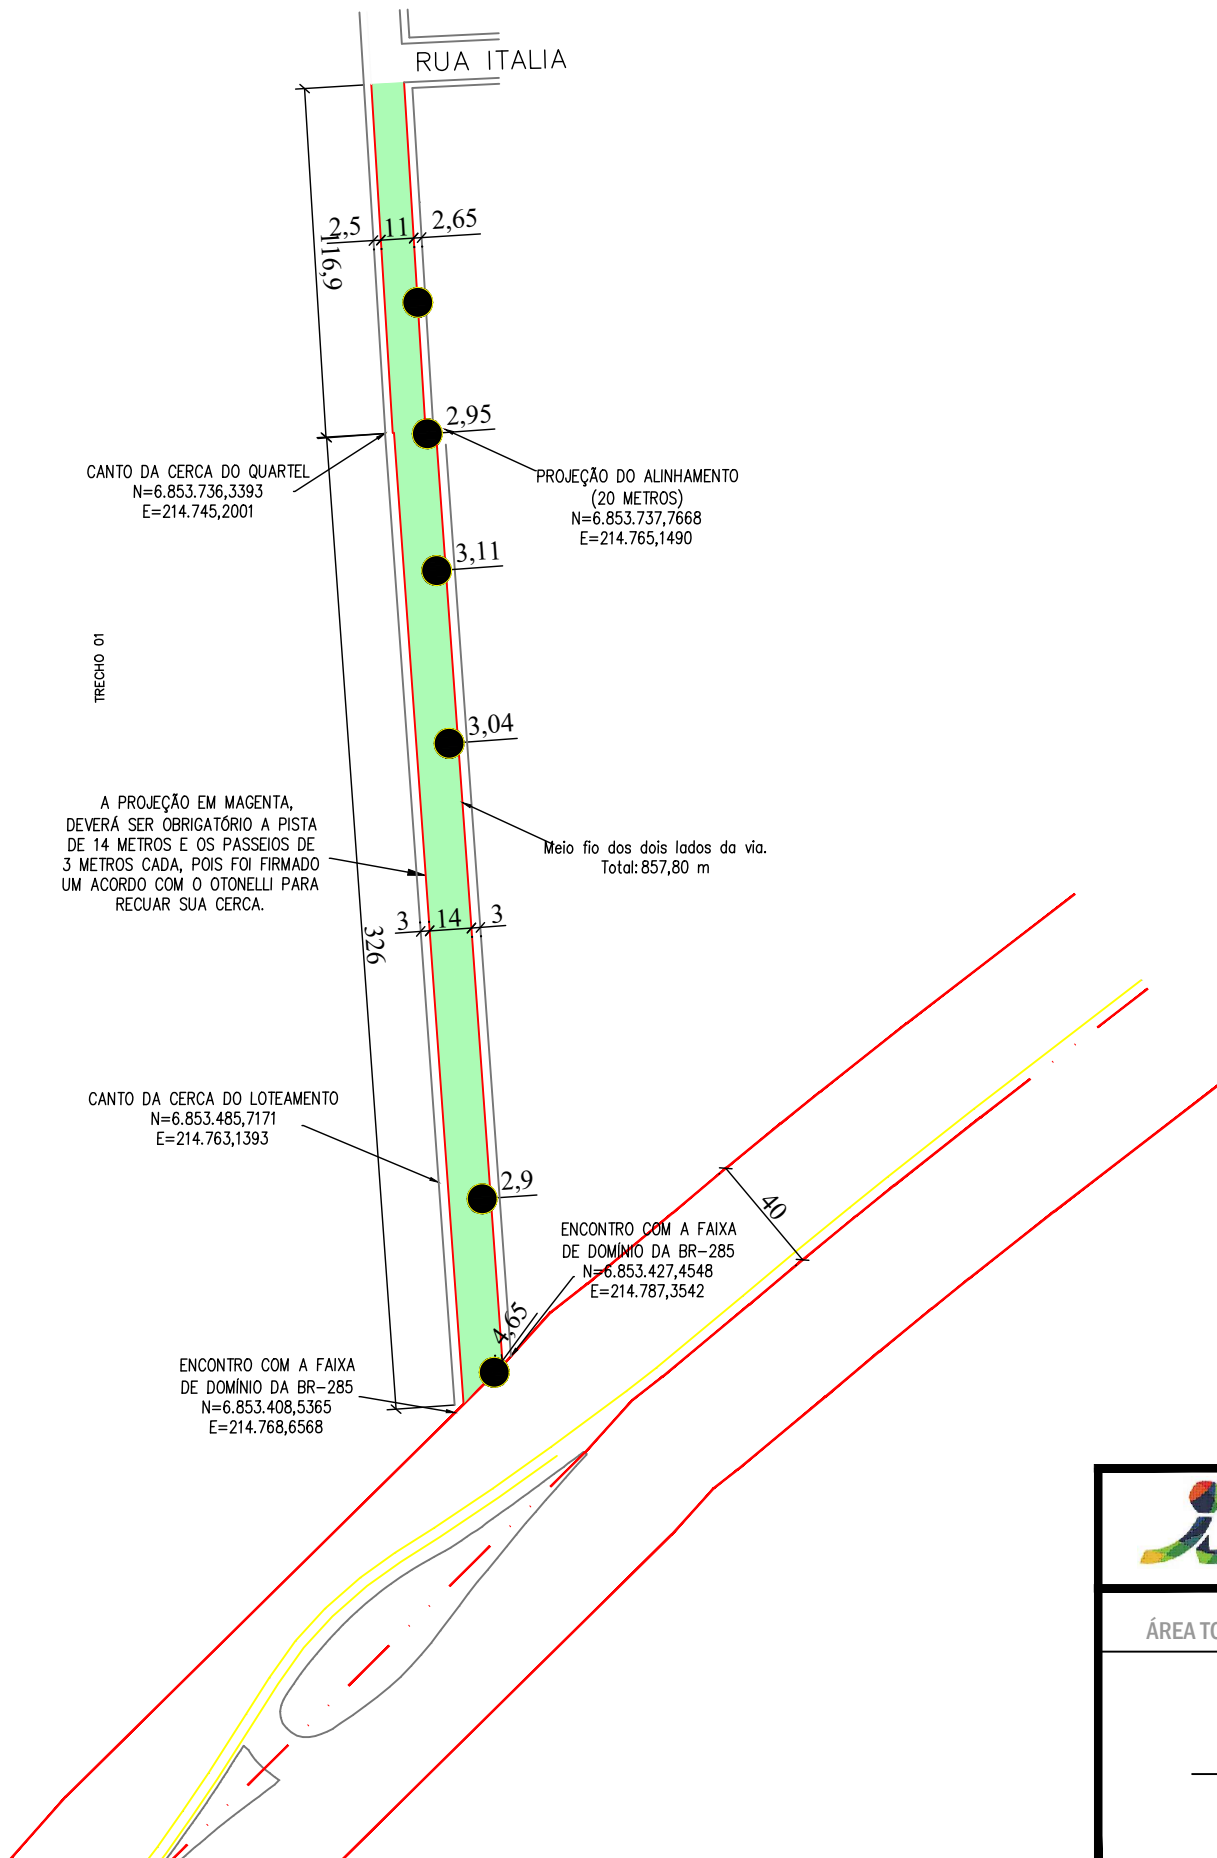 RUA ITALIA
2,5
11
2,65
116,9
2,95
CANTO DA CERCA DO QUARTEL
N=6.853.736,3393
E=214.745,2001
PROJEÇÃO DO ALINHAMENTO
(20 METROS)
N=6.853.737,7668
E=214.765,1490
3,11
TRECHO 01
3,04
A PROJEÇÃO EM MAGENTA,
DEVERÁ SER OBRIGATÓRIO A PISTA
DE 14 METROS E OS PASSEIOS DE
3 METROS CADA, POIS FOI FIRMADO
UM ACORDO COM O OTONELLI PARA
RECUAR SUA CERCA.
Meio fio dos dois lados da via.
Total: 857,80 m
3
14
3
326
CANTO DA CERCA DO LOTEAMENTO
N=6.853.485,7171
E=214.763,1393
2,9
40
ENCONTRO COM A FAIXA
DE DOMÍNIO DA BR-285
N=6.853.427,4548
E=214.787,3542
4,65
ENCONTRO COM A FAIXA
DE DOMÍNIO DA BR-285
N=6.853.408,5365
E=214.768,6568
ÁREA TO